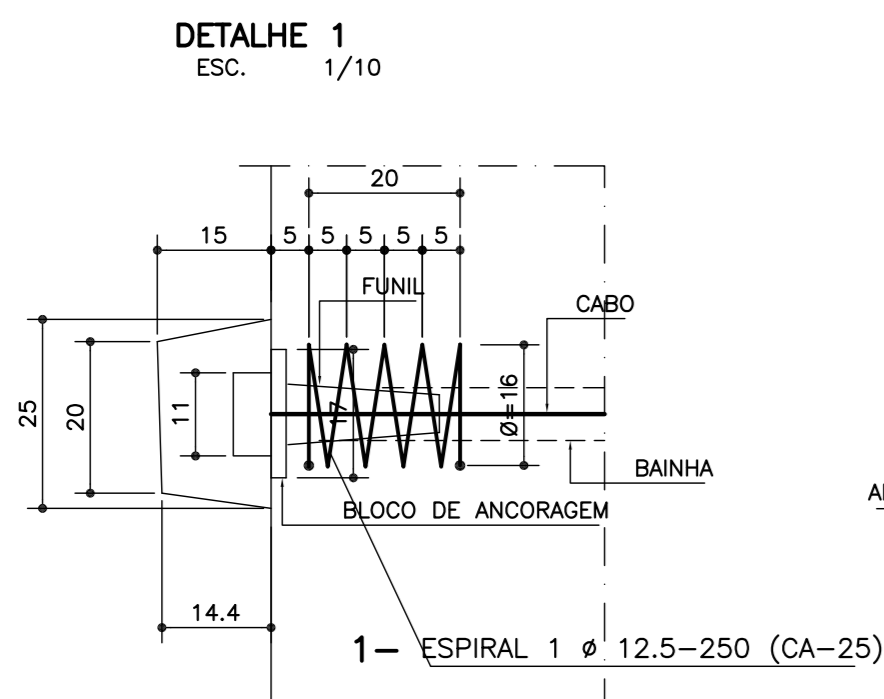 DETALHE 1
ESC. 1/10
20
15 5 5 5 5 5
FUNIL
CABO
25
20
11
17
Ø=16
BAINHA
BLOCO DE ANCORAGEM
14.4
1– ESPIRAL 1 ø 12.5–250 (CA–25)